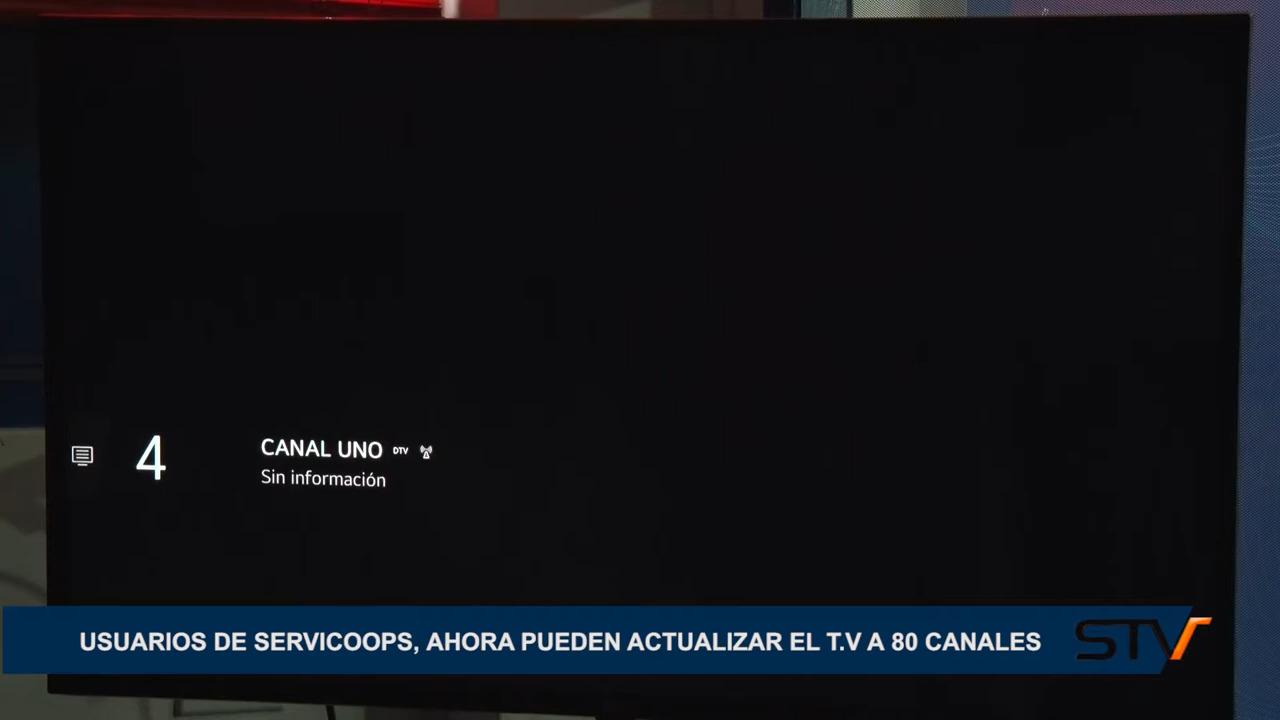 4
CANAL UNO DTV
Sin información
USUARIOS DE SERVICOOPS, AHORA PUEDEN ACTUALIZAR EL T.V A 80 CANALES
STV